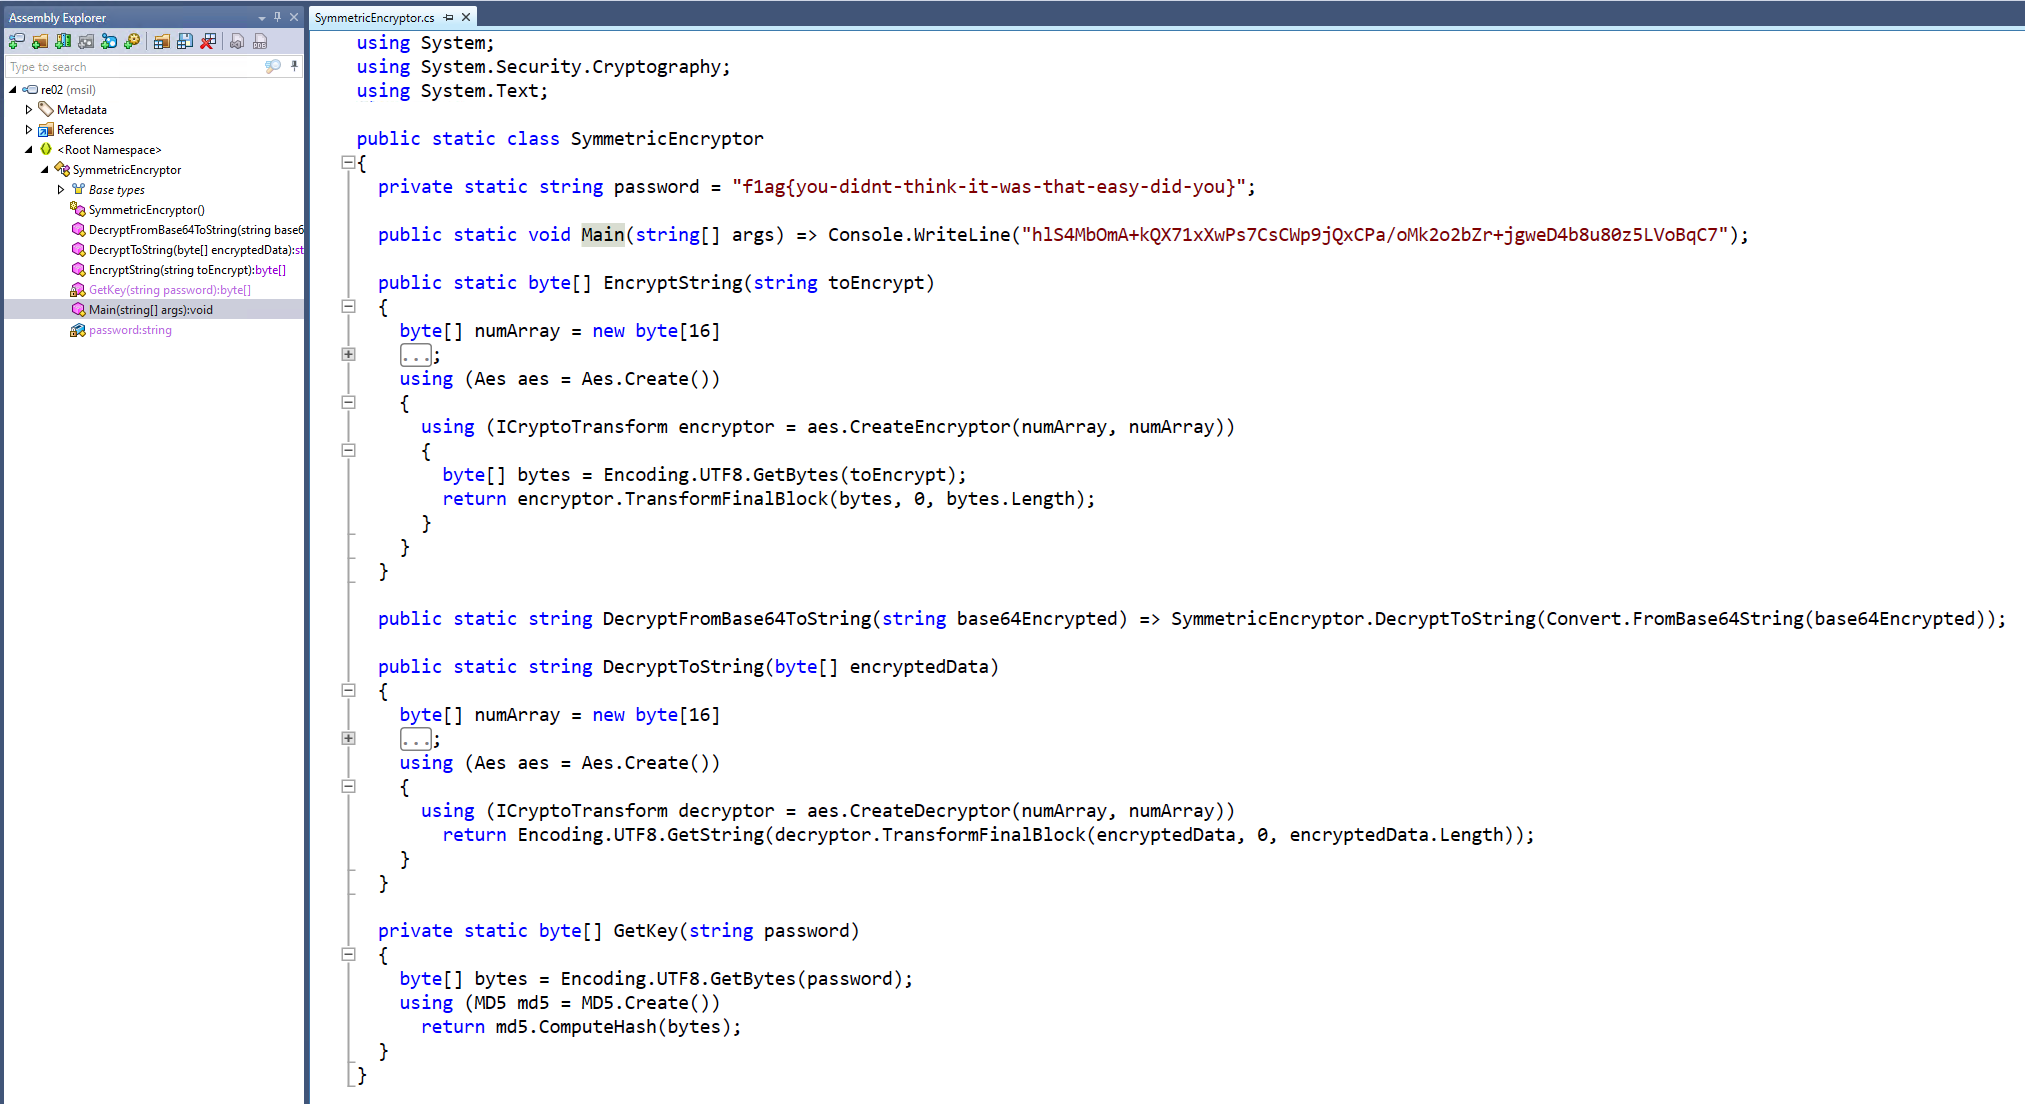 Assembly Explorer
Type to search
re02 (msil)
Metadata
References
<Root Namespace>
SymmetricEncryptor
Base types
SymmetricEncryptor()
DecryptFromBase64ToString(string base6
DecryptToString(byte[] encryptedData):st
EncryptString(string toEncrypt):byte[]
GetKey(string password):byte[]
Main(string[] args):void
password:string
SymmetricEncryptor.cs
using System;
using System.Security.Cryptography;
using System.Text;
public static class SymmetricEncryptor
{
private static string password = "f1ag{you-didnt-think-it-was-that-easy-did-you}";
public static void Main(string[] args) => Console.WriteLine("hlS4MbOmA+kQX71xXwPs7CsCWp9jQxCPa/oMk2o2bZr+jgweD4b8u80z5LVoBqC7");
public static byte[] EncryptString(string toEncrypt)
{
byte[] numArray = new byte[16]
...;
using (Aes aes = Aes.Create())
{
using (ICryptoTransform encryptor = aes.CreateEncryptor(numArray, numArray))
{
byte[] bytes = Encoding.UTF8.GetBytes(toEncrypt);
return encryptor.TransformFinalBlock(bytes, 0, bytes.Length);
}
}
}
public static string DecryptFromBase64ToString(string base64Encrypted) => SymmetricEncryptor.DecryptToString(Convert.FromBase64String(base64Encrypted));
public static string DecryptToString(byte[] encryptedData)
{
byte[] numArray = new byte[16]
...;
using (Aes aes = Aes.Create())
{
using (ICryptoTransform decryptor = aes.CreateDecryptor(numArray, numArray))
return Encoding.UTF8.GetString(decryptor.TransformFinalBlock(encryptedData, 0, encryptedData.Length));
}
}
private static byte[] GetKey(string password)
{
byte[] bytes = Encoding.UTF8.GetBytes(password);
using (MD5 md5 = MD5.Create())
return md5.ComputeHash(bytes);
}
}